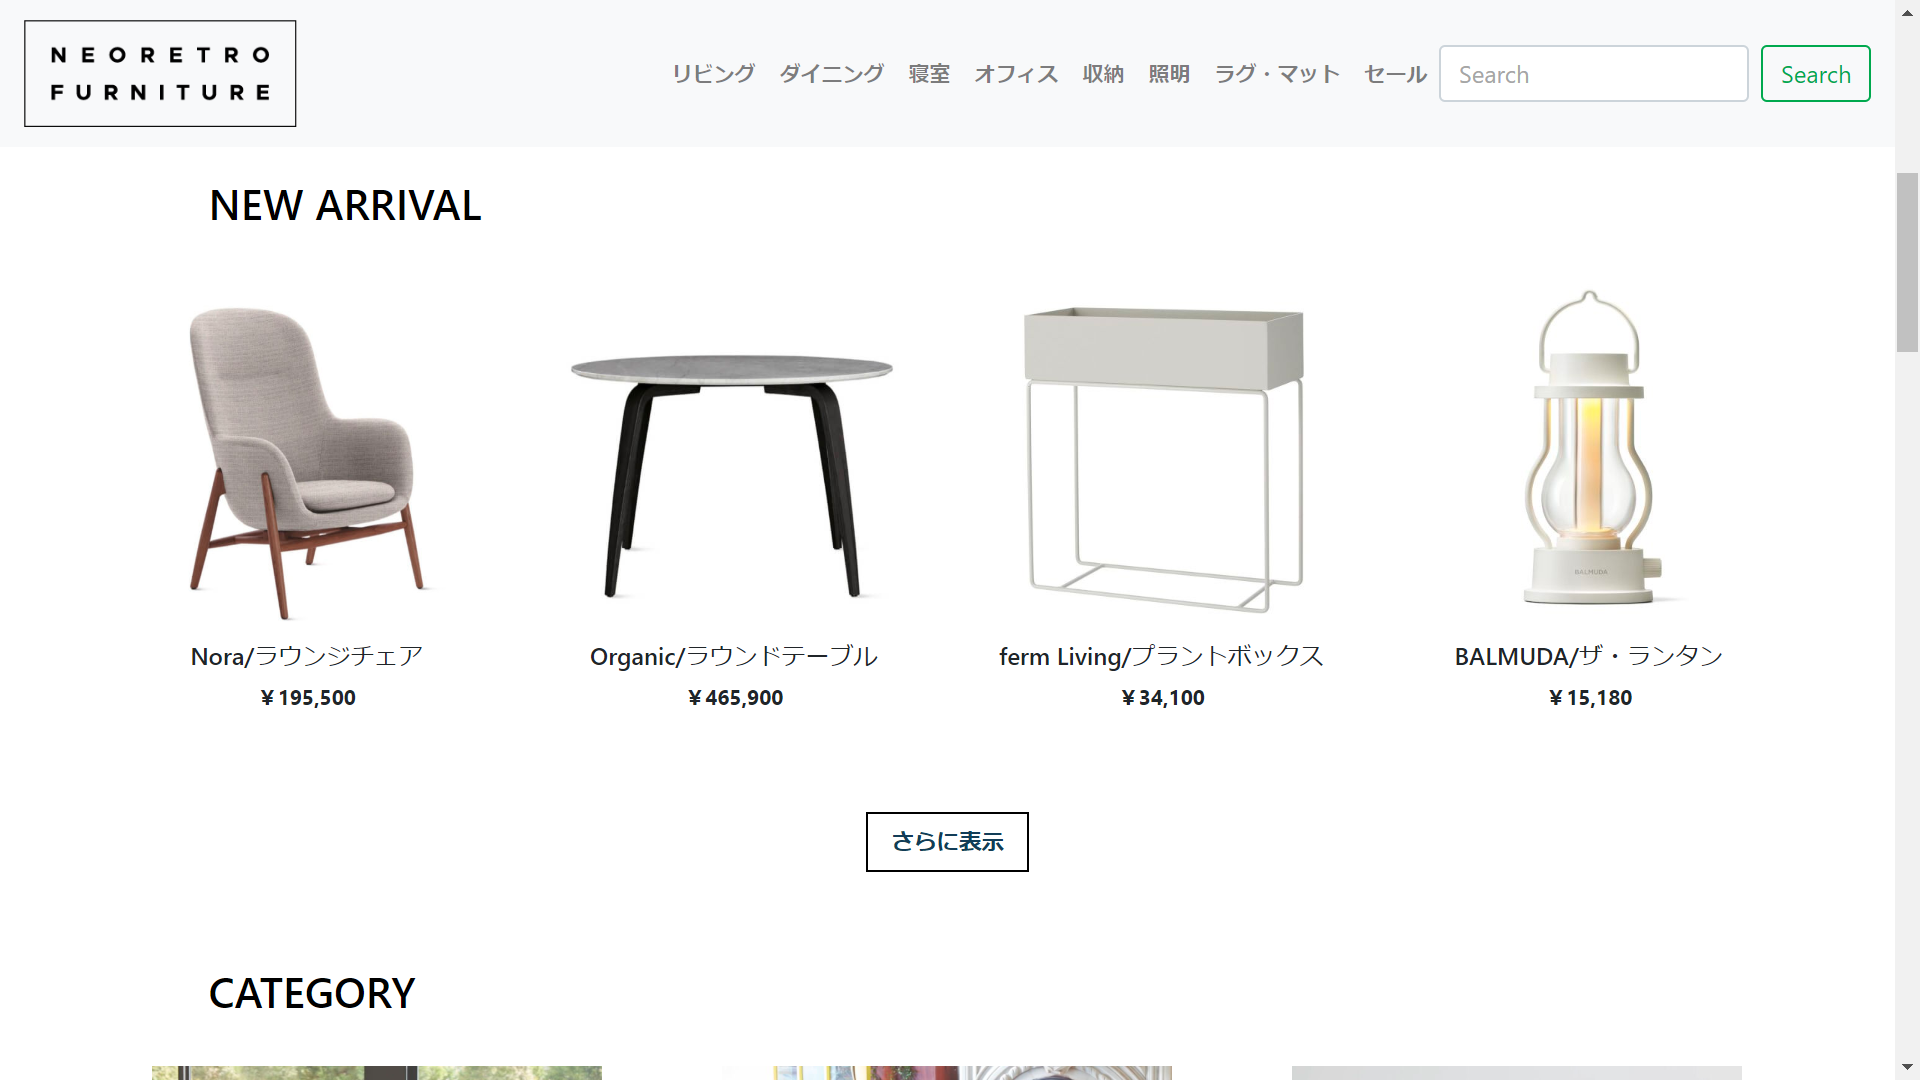 NEORETRO
FURNITURE
リビング ダイニング 寝室 オフィス 収納 照明 ラグ・マット セール Search Search
NEW ARRIVAL
BALMUDA
Nora/ラウンジチェア Organic/ラウンドテーブル ferm Living/プラントボックス BALMUDA/ザ・ランタン
¥195,500 ¥465,900 ¥34,100 ¥15,180
さらに表示
CATEGORY